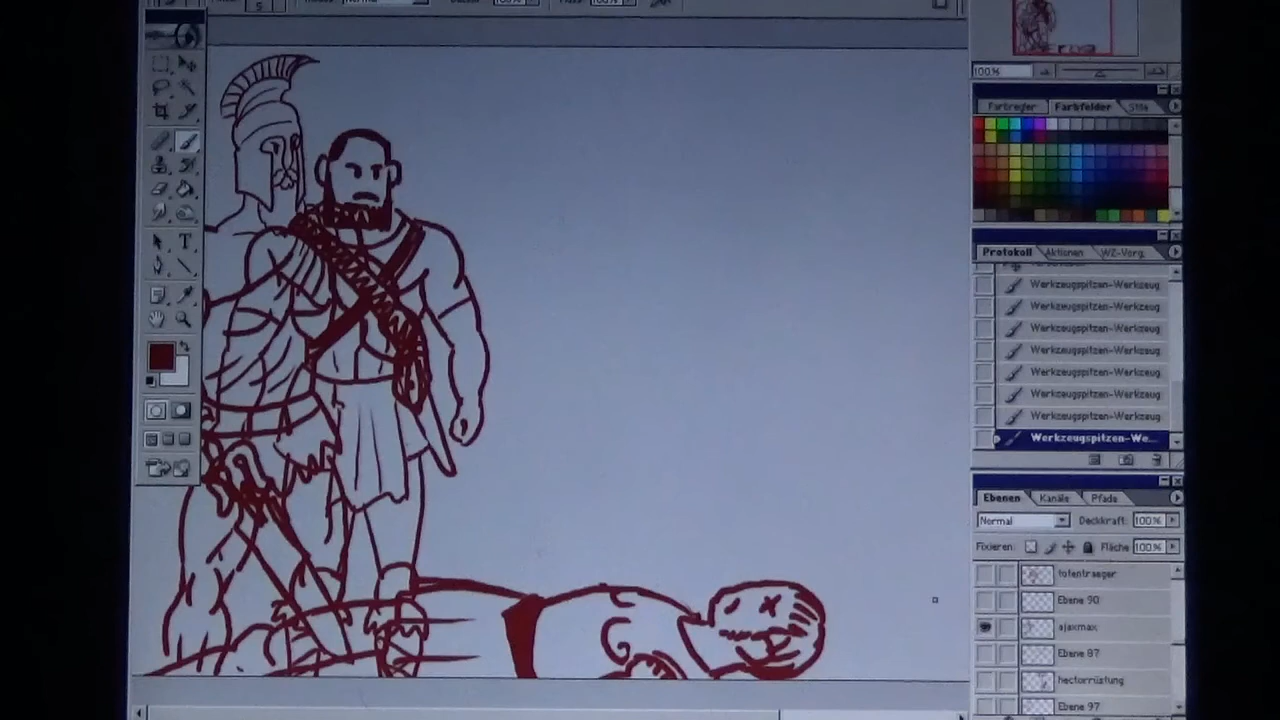 100%
Farbregler Farbfelder Stile
Protokoll Aktionen WZ-Vorg.
Werkzeugspitzen-Werkzeug
Werkzeugspitzen-Werkzeug
Werkzeugspitzen-Werkzeug
Werkzeugspitzen-Werkzeug
Werkzeugspitzen-Werkzeug
Werkzeugspitzen-Werkzeug
Werkzeugspitzen-Werkzeug
Werkzeugspitzen-We...
Ebenen Kanäle Pfade
Normal Deckkraft: 100%
Fixieren: Fläche 100%
totentraeger
Ebene 90
ajaxmax
Ebene 87
hectorrüstung
Ebene 97